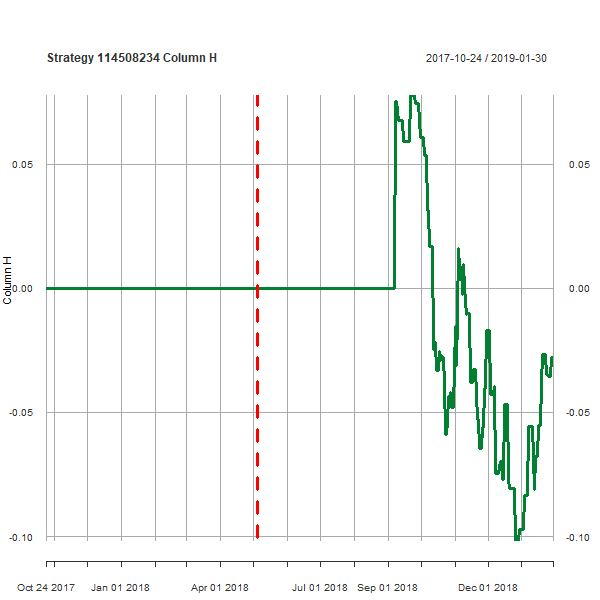 Strategy 114508234 Column H
2017-10-24 / 2019-01-30
Column H
0.05
0.05
0.00
0.00
-0.05
-0.05
-0.10
-0.10
Oct 24 2017
Jan 01 2018
Apr 01 2018
Jul 01 2018
Sep 01 2018
Dec 01 2018